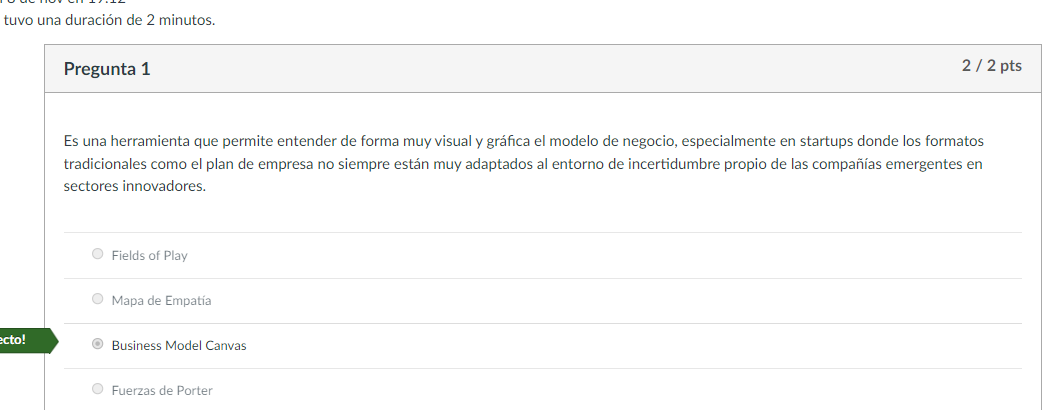 tuvo una duración de 2 minutos.
Pregunta 1
2 / 2 pts
Es una herramienta que permite entender de forma muy visual y gráfica el modelo de negocio, especialmente en startups donde los formatos
tradicionales como el plan de empresa no siempre están muy adaptados al entorno de incertidumbre propio de las compañías emergentes en
sectores innovadores.
Fields of Play
Mapa de Empatía
ecto!
Business Model Canvas
Fuerzas de Porter